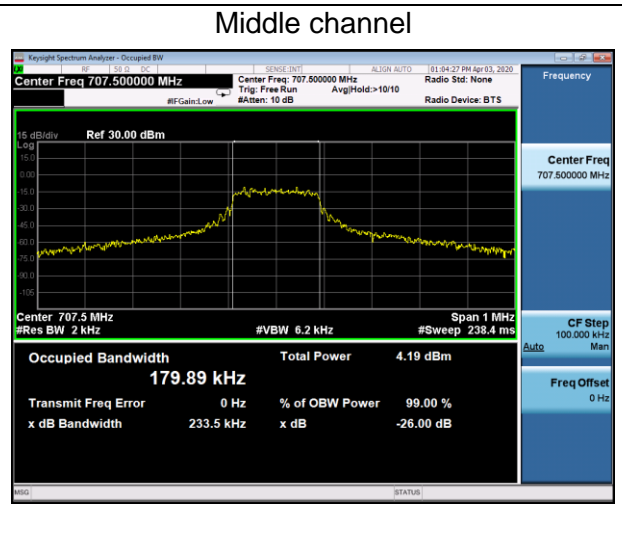 Middle channel
Keysight Spectrum Analyzer - Occupied BW
RF 50 Ω DC SENSE:INT ALIGN AUTO 01:04:27 PM Apr 03, 2020
Center Freq 707.500000 MHz Center Freq: 707.500000 MHz Radio Std: None Frequency
Trig: Free Run Avg|Hold:>10/10
#IFGain:Low #Atten: 10 dB Radio Device: BTS
15 dB/div Ref 30.00 dBm
Log
15.0
0.00
-15.0
-30.0
-45.0
-60.0
-75.0
-90.0
-105
Center Freq
707.500000 MHz
Center 707.5 MHz Span 1 MHz
#Res BW 2 kHz #VBW 6.2 kHz #Sweep 238.4 ms
CF Step
100.000 kHz
Auto Man
Occupied Bandwidth Total Power 4.19 dBm
179.89 kHz
Freq Offset
0 Hz
Transmit Freq Error 0 Hz % of OBW Power 99.00 %
x dB Bandwidth 233.5 kHz x dB -26.00 dB
MSG STATUS